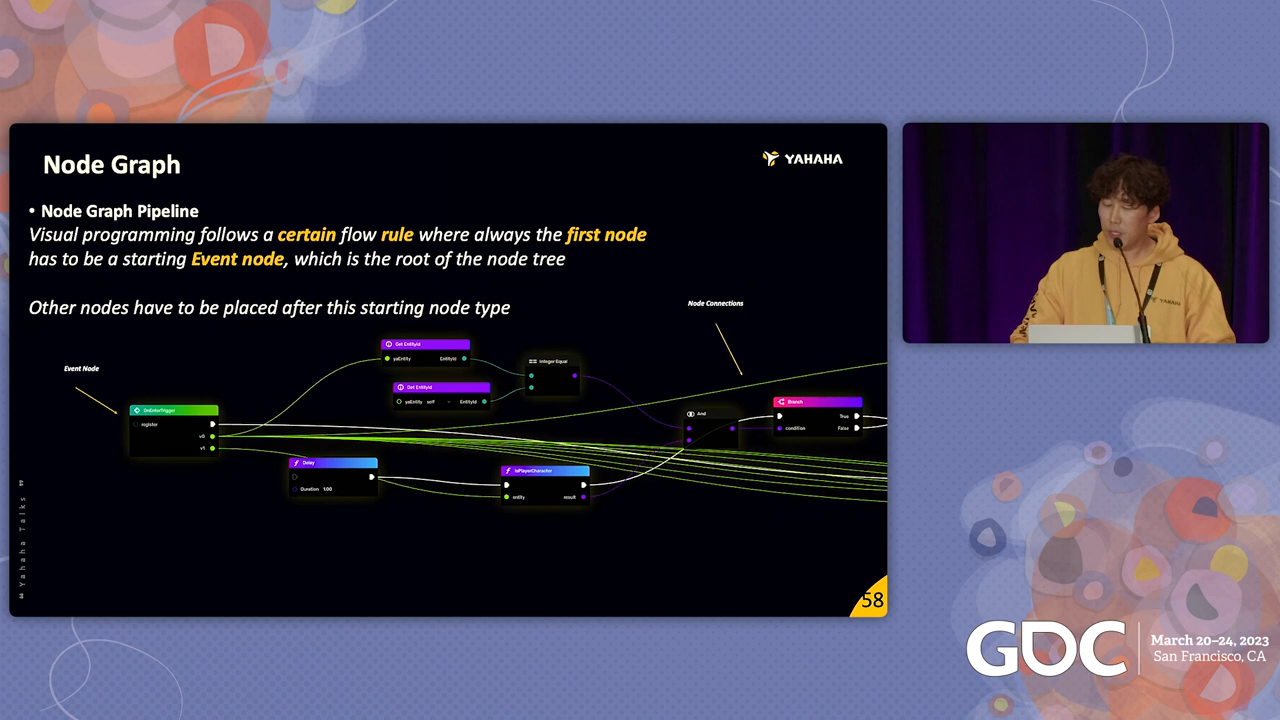 Node Graph
YAHAHA
• Node Graph Pipeline
Visual programming follows a certain flow rule where always the first node
has to be a starting Event node, which is the root of the node tree
Other nodes have to be placed after this starting node type
Node Connections
Event Node
Get EntityId
yaEntity EntityId
Get EntityId
yaEntity self EntityId
Integer Equal
OnEnterTrigger
register
v0
v1
And
Branch
True
condition False
Delay
Duration 1.00
IsPlayerCharacter
entity result
Yahaha Talks
58
YAHAHA
GDC
March 20–24, 2023
San Francisco, CA